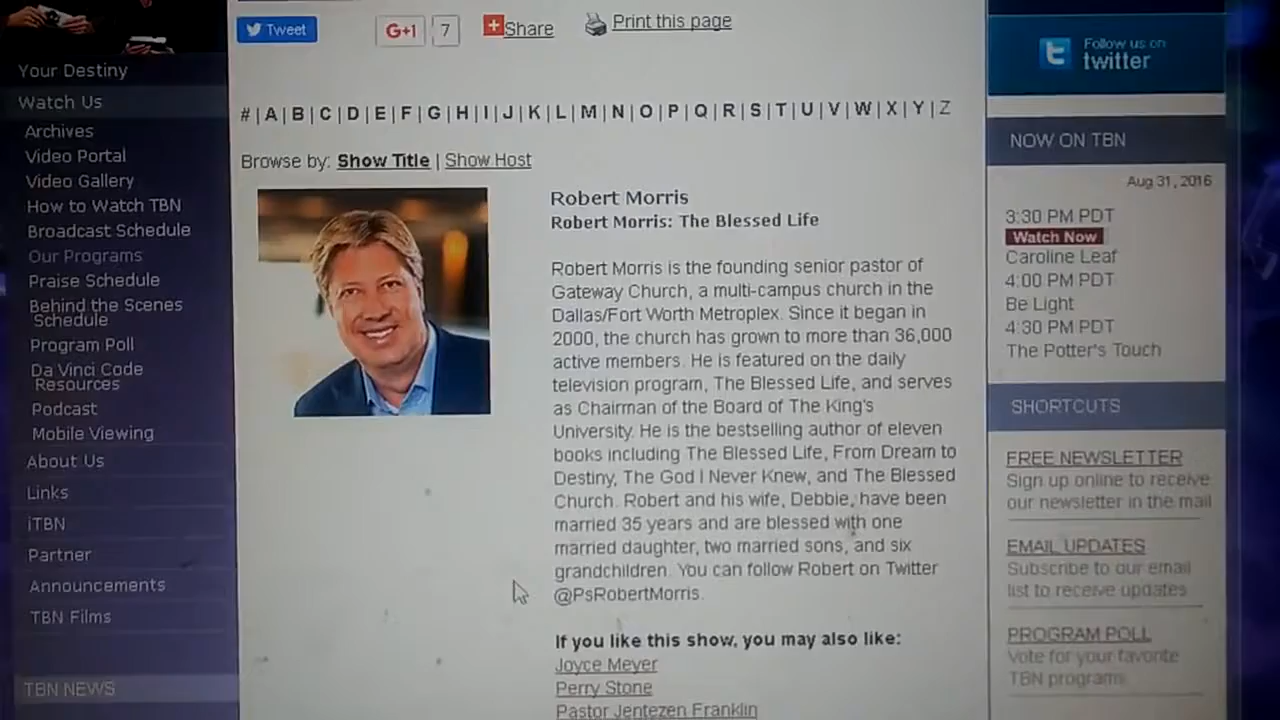 Tweet
G+1
7
Share
Print this page
# | A | B | C | D | E | F | G | H | I | J | K | L | M | N | O | P | Q | R | S | T | U | V | W | X | Y | Z
Browse by: Show Title | Show Host
Your Destiny
Watch Us
Archives
Video Portal
Video Gallery
How to Watch TBN
Broadcast Schedule
Our Programs
Praise Schedule
Behind the Scenes
Schedule
Program Poll
Da Vinci Code
Resources
Podcast
Mobile Viewing
About Us
Links
iTBN
Partner
Announcements
TBN Films
TBN NEWS
Robert Morris
Robert Morris: The Blessed Life
Robert Morris is the founding senior pastor of
Gateway Church, a multi-campus church in the
Dallas/Fort Worth Metroplex. Since it began in
2000, the church has grown to more than 36,000
active members. He is featured on the daily
television program, The Blessed Life, and serves
as Chairman of the Board of The King's
University. He is the bestselling author of eleven
books including The Blessed Life, From Dream to
Destiny, The God I Never Knew, and The Blessed
Church. Robert and his wife, Debbie, have been
married 35 years and are blessed with one
married daughter, two married sons, and six
grandchildren. You can follow Robert on Twitter
@PsRobertMorris.
If you like this show, you may also like:
Joyce Meyer
Perry Stone
Pastor Jentezen Franklin
Follow us on
twitter
NOW ON TBN
Aug 31, 2016
3:30 PM PDT
Watch Now
Caroline Leaf
4:00 PM PDT
Be Light
4:30 PM PDT
The Potter's Touch
SHORTCUTS
FREE NEWSLETTER
Sign up online to receive
our newsletter in the mail
EMAIL UPDATES
Subscribe to our email
list to receive updates
PROGRAM POLL
Vote for your favorite
TBN programs